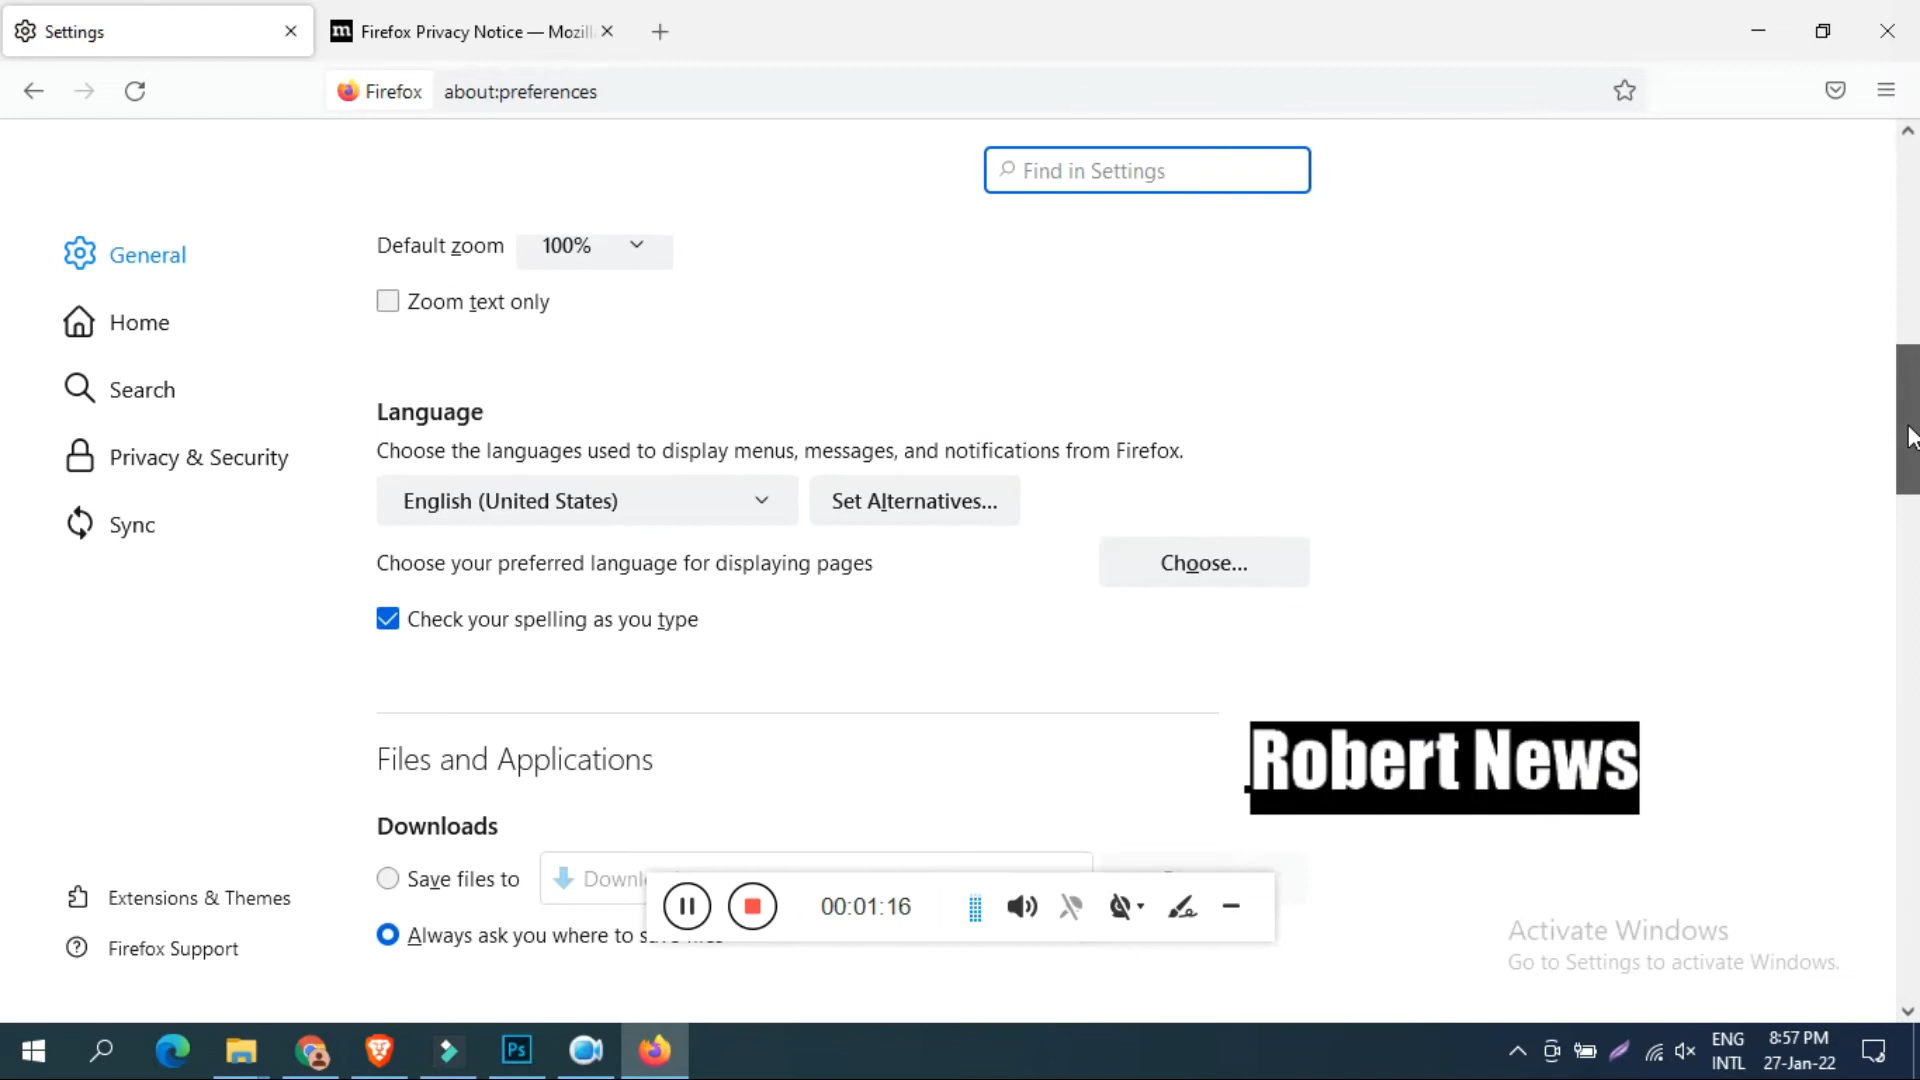 Settings
Firefox Privacy Notice — Mozill
Firefox
about:preferences
Find in Settings
General
Home
Search
Privacy & Security
Sync
Extensions & Themes
Firefox Support
Default zoom
100%
Zoom text only
Language
Choose the languages used to display menus, messages, and notifications from Firefox.
English (United States)
Set Alternatives...
Choose your preferred language for displaying pages
Choose...
Check your spelling as you type
Files and Applications
Robert News
Downloads
Save files to
Downl
Always ask you where to
00:01:16
Activate Windows
Go to Settings to activate Windows.
Ps
ENG
INTL
8:57 PM
27-Jan-22